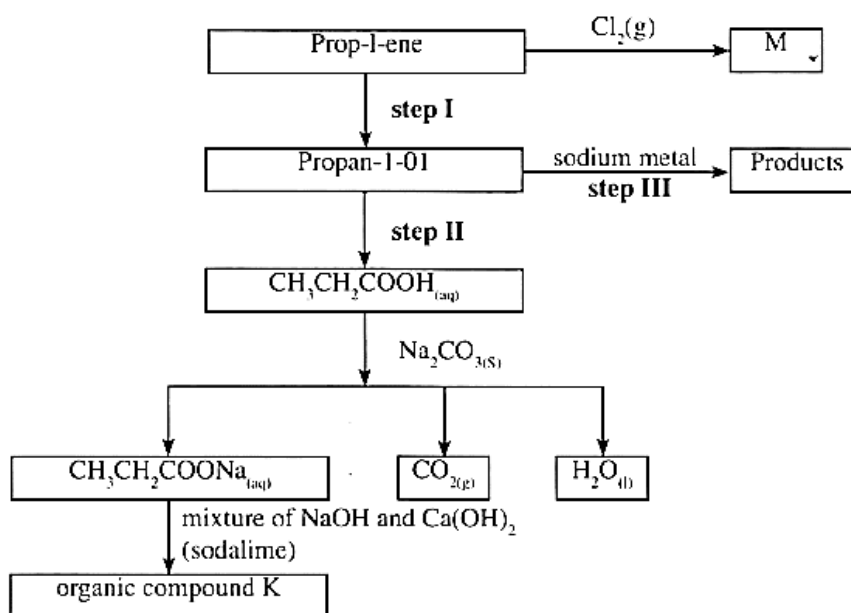 Prop-l-ene
Cl₂(g)
M
step I
Propan-1-01
sodium metal
Products
step III
step II
CH₃CH₂COOH₍aq₎
Na₂CO₃₍S₎
CH₃CH₂COONa₍aq₎
CO₂₍g₎
H₂O₍l₎
mixture of NaOH and Ca(OH)₂
(sodalime)
organic compound K